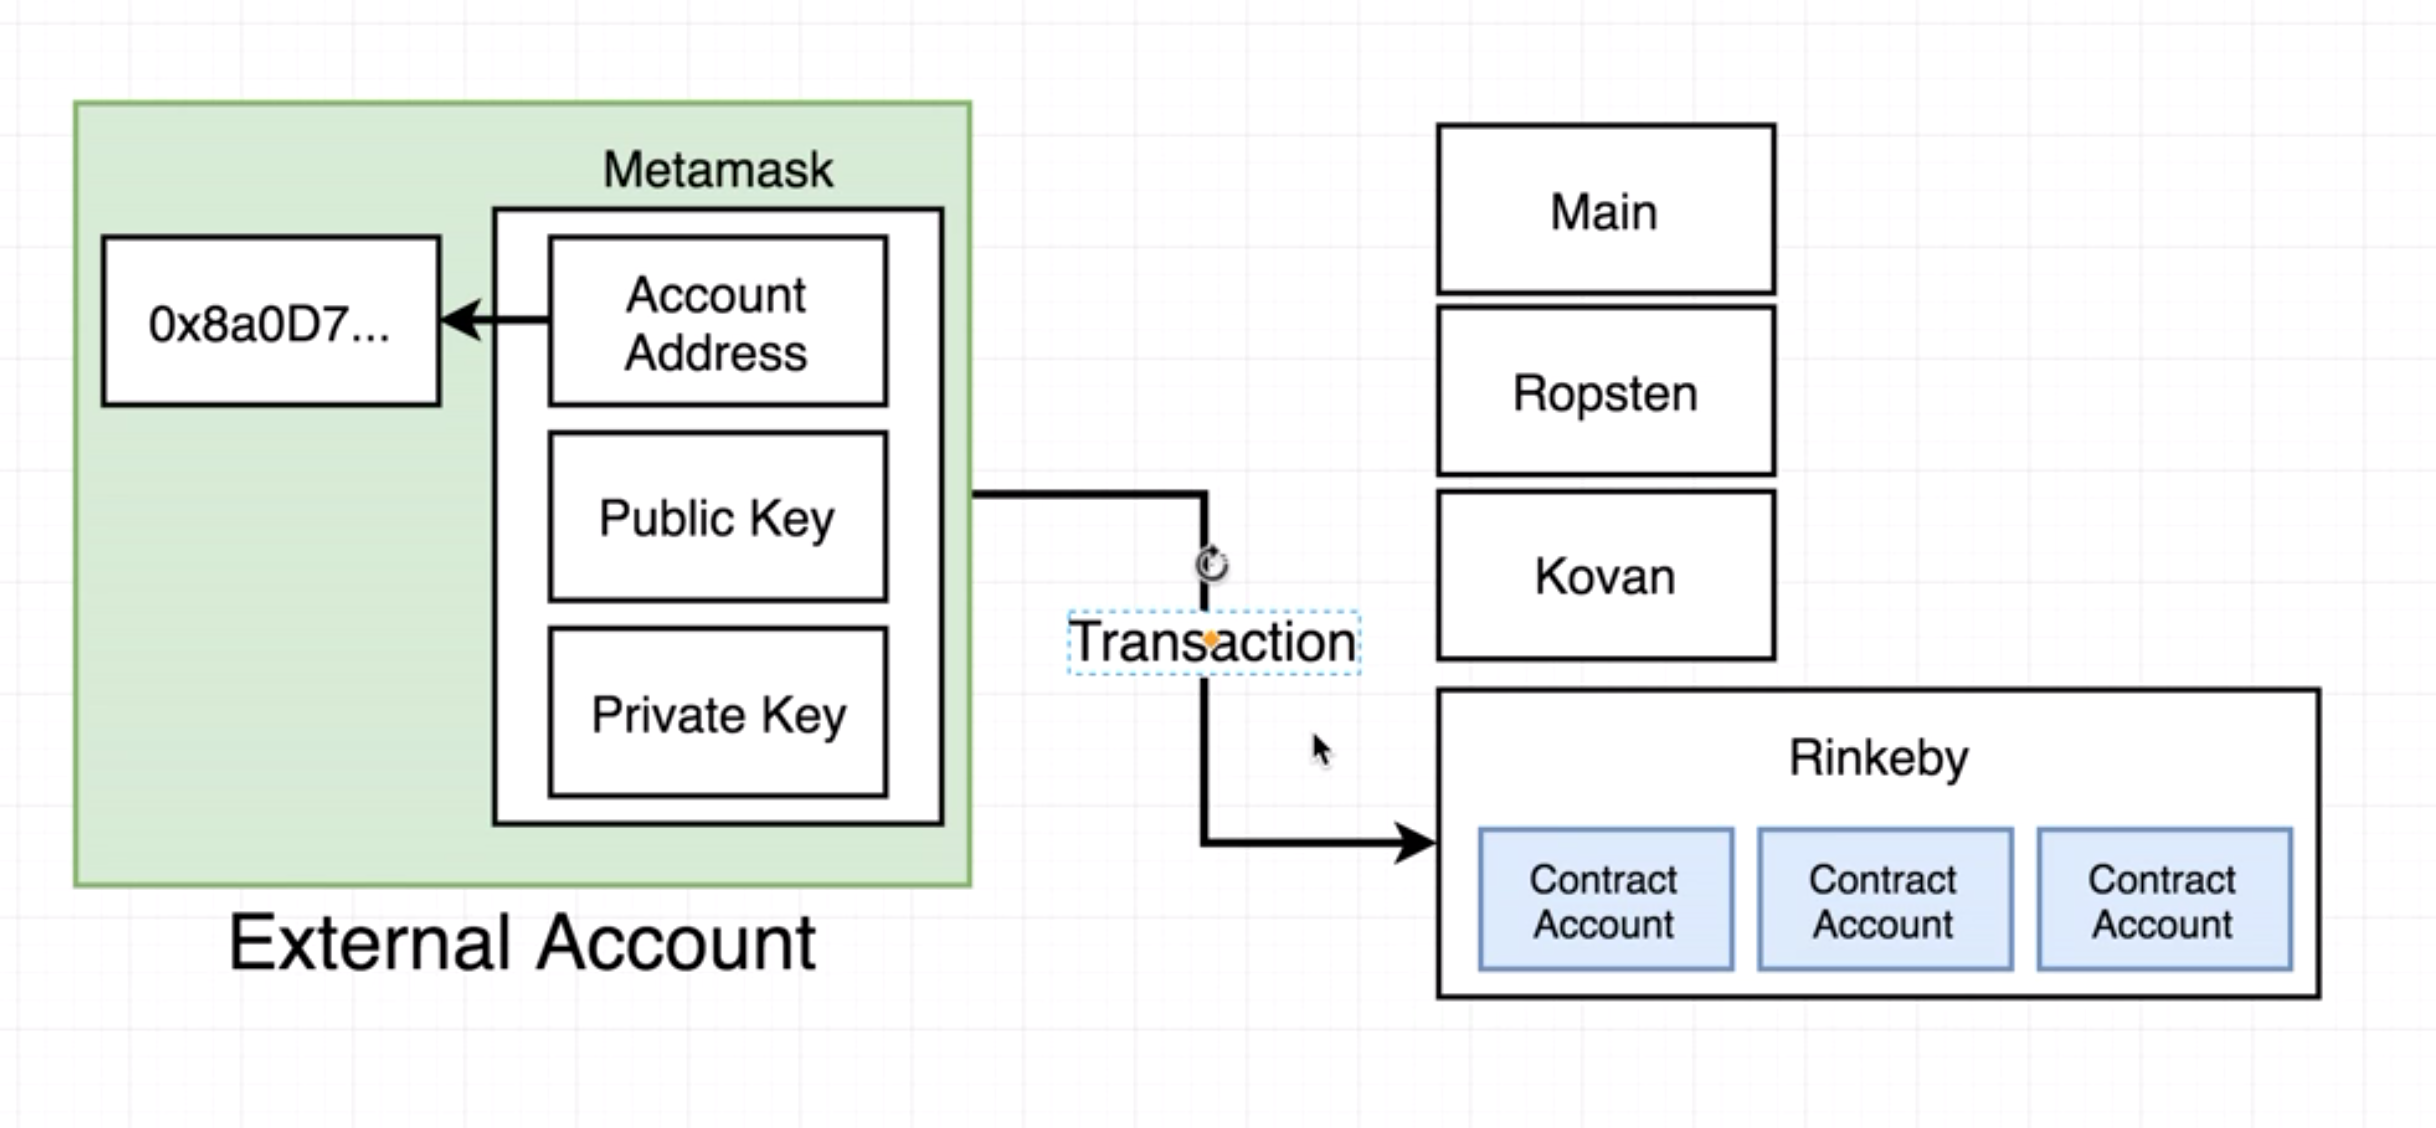 Metamask
0x8a0D7...
Account
Address
Public Key
Private Key
External Account
Transaction
Main
Ropsten
Kovan
Rinkeby
Contract
Account
Contract
Account
Contract
Account